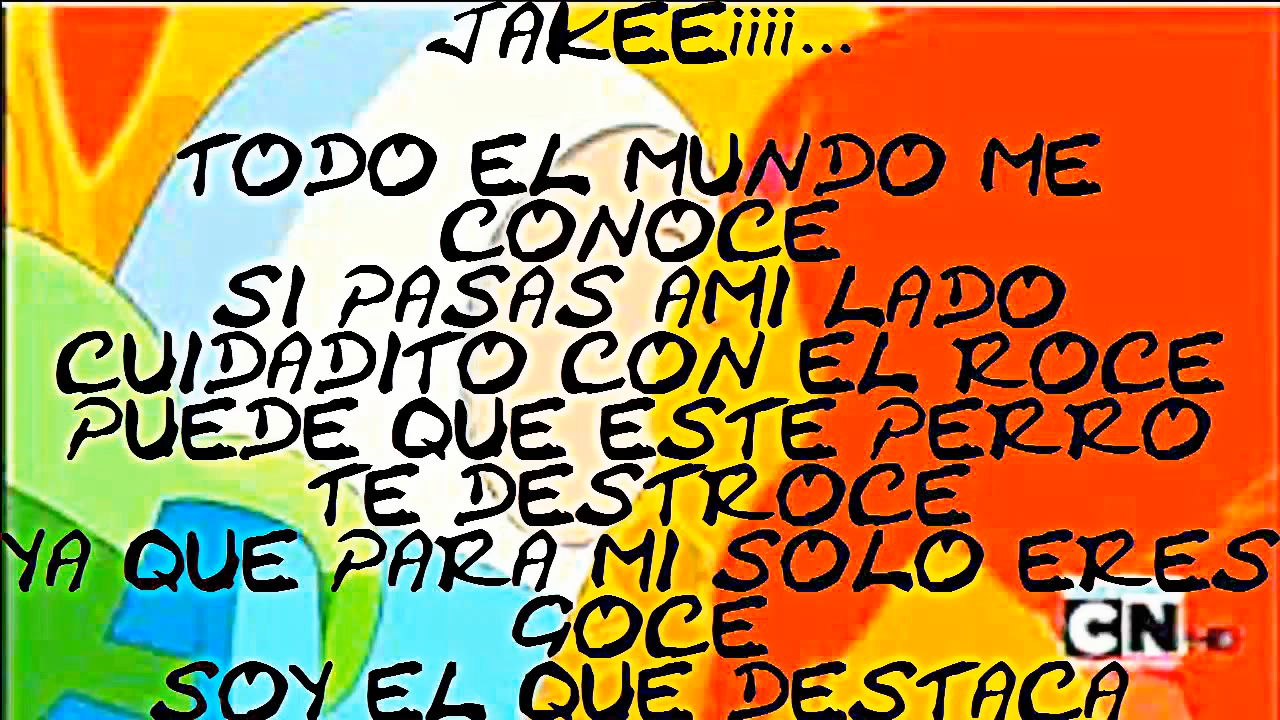 JAKEEiiii...
TODO EL MUNDO ME
CONOCE
SI PASAS AMI LADO
CUIDADITO CON EL ROCE
PUEDE QUE ESTE PERRO
TE DESTROCE
YA QUE PARA MI SOLO ERES
GOCE
SOY EL QUE DESTACA
CN HD